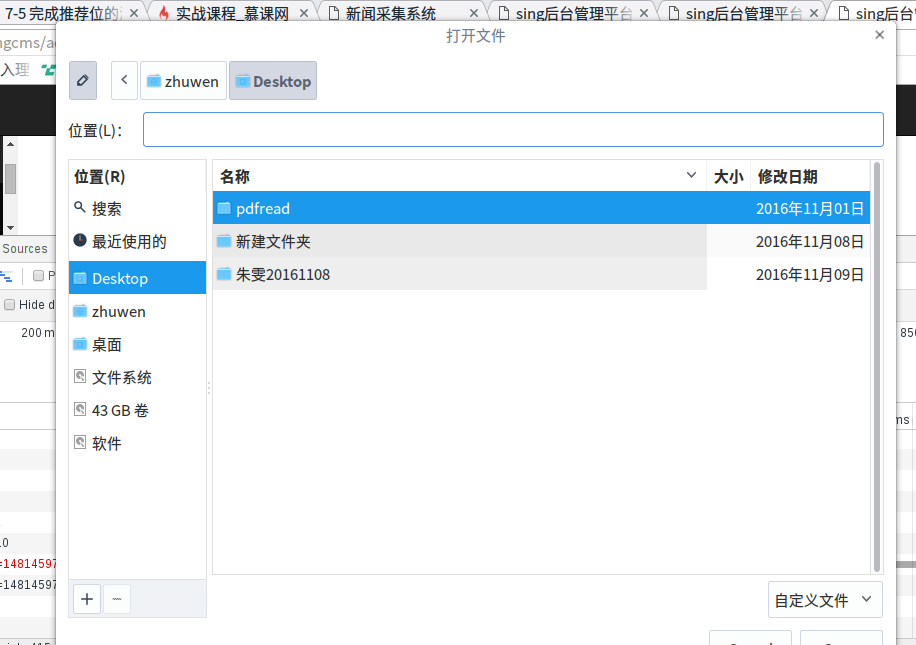 7-5 完成推荐位的
实战课程_慕课网
新闻采集系统
sing后台管理平台
sing后台管理平台
sing后台
打开文件
ngcms/a
入理
zhuwen
Desktop
位置(L):
位置(R)
名称
大小
修改日期
搜索
pdfread
2016年11月01日
最近使用的
新建文件夹
2016年11月08日
Sources
Desktop
朱雯20161108
2016年11月09日
P
Hide d
zhuwen
200 m
桌面
850
文件系统
43 GB 卷
ms
软件
=14814597
=14814597
自定义文件